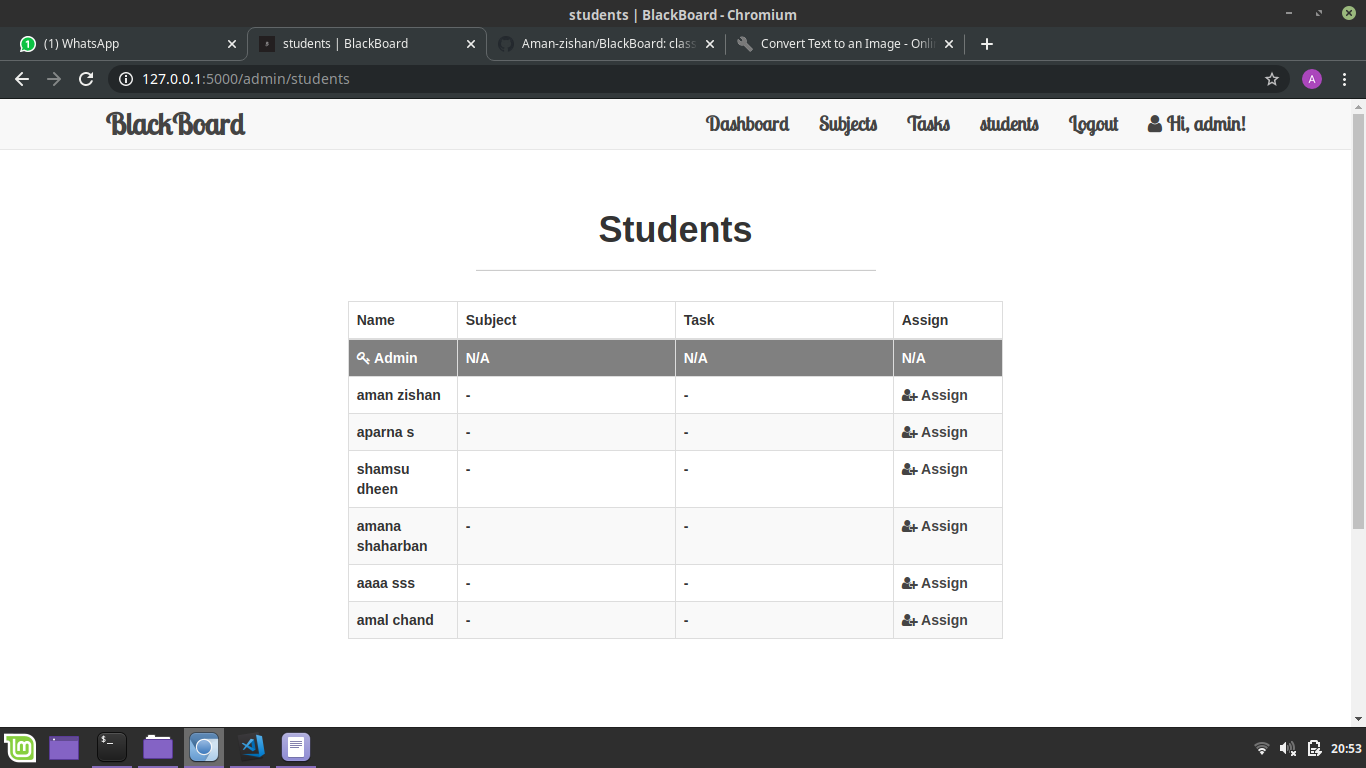 students | BlackBoard - Chromium
(1) WhatsApp
students | BlackBoard
Aman-zishan/BlackBoard: class
Convert Text to an Image - Onli
127.0.0.1:5000/admin/students
A
BlackBoard
Dashboard Subjects Tasks students Logout Hi, admin!
Students
Name Subject Task Assign
Admin N/A N/A N/A
aman zishan - - Assign
aparna s - - Assign
shamsu - - Assign
dheen
amana - - Assign
shaharban
aaaa sss - - Assign
amal chand - - Assign
$_
20:53